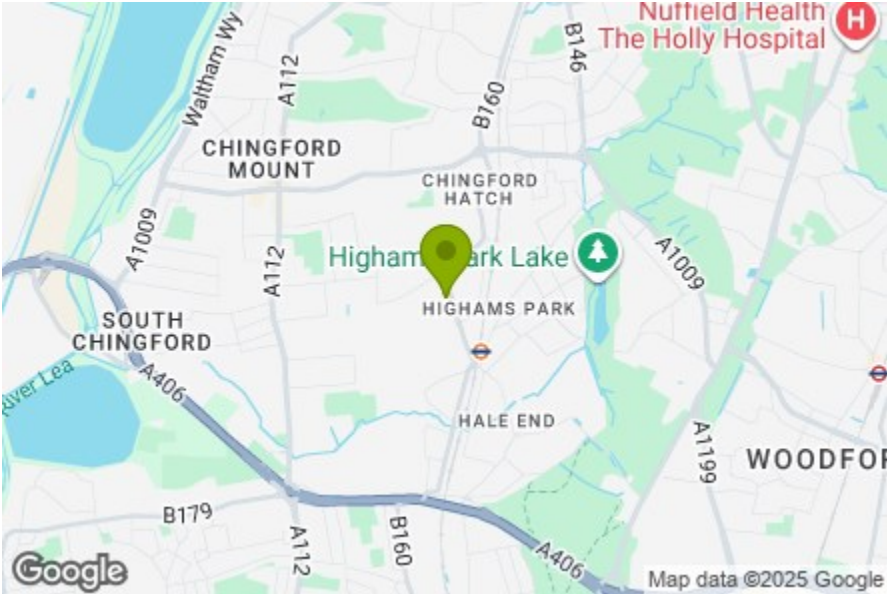 Nuffield Health
The Holly Hospital
H
Waltham Wy
A112
B160
B146
CHINGFORD
MOUNT
CHINGFORD
HATCH
A1009
A112
Higham
ark Lake
A1009
HIGHAMS PARK
SOUTH
CHINGFORD
River Lea
A406
HALE END
A1199
WOODFOR
B179
A112
B160
A406
Google
Map data ©2025 Google